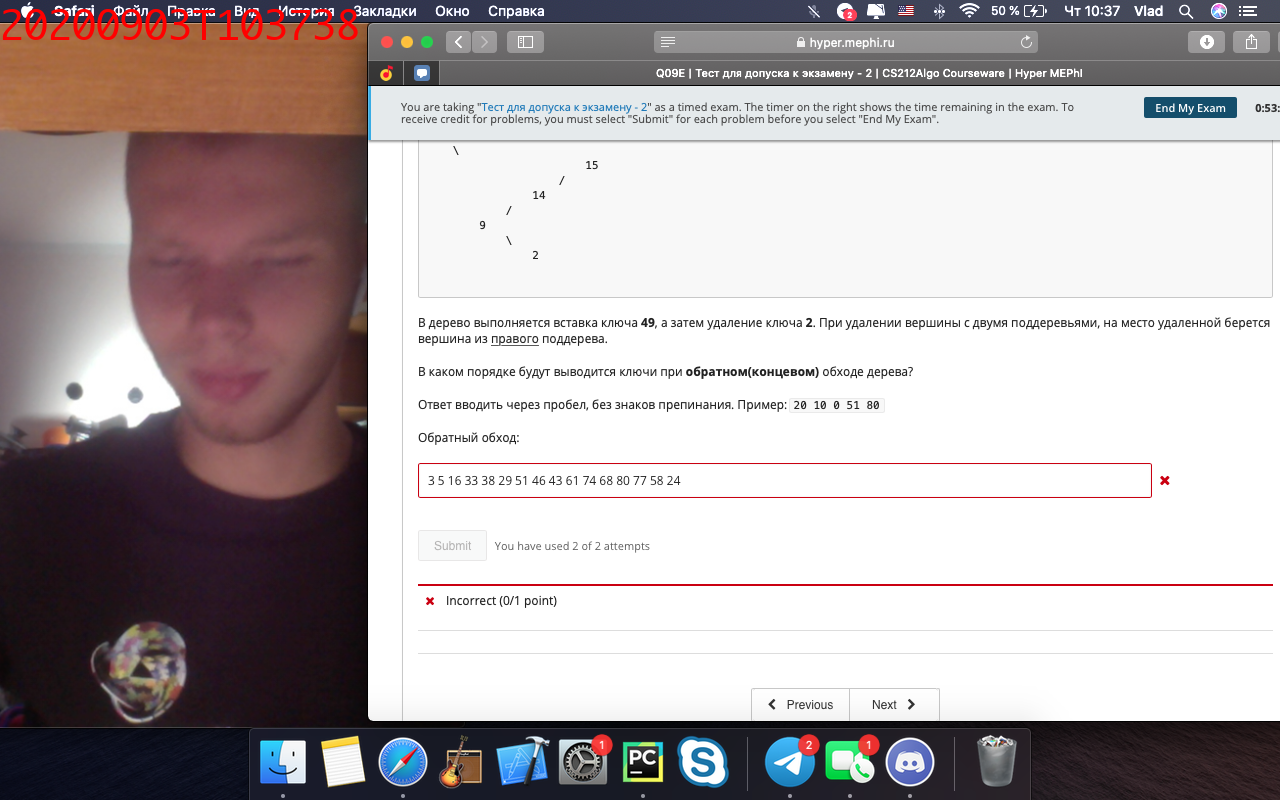 20200903T103738
Safari Файл Правка Вид История Закладки Окно Справка 2 50 % Чт 10:37 Vlad
hyper.mephi.ru
Q09E | Тест для допуска к экзамену - 2 | CS212Algo Courseware | Hyper MEPhI
You are taking "Тест для допуска к экзамену - 2" as a timed exam. The timer on the right shows the time remaining in the exam. To
receive credit for problems, you must select "Submit" for each problem before you select "End My Exam".
End My Exam
0:53:
\
15
/
14
/
9
\
2
В дерево выполняется вставка ключа 49, а затем удаление ключа 2. При удалении вершины с двумя поддеревьями, на место удаленной берется
вершина из правого поддерева.
В каком порядке будут выводится ключи при обратном(концевом) обходе дерева?
Ответ вводить через пробел, без знаков препинания. Пример: 20 10 0 51 80
Обратный обход:
3 5 16 33 38 29 51 46 43 61 74 68 80 77 58 24
Submit You have used 2 of 2 attempts
Incorrect (0/1 point)
Previous Next
1 PC 2 1